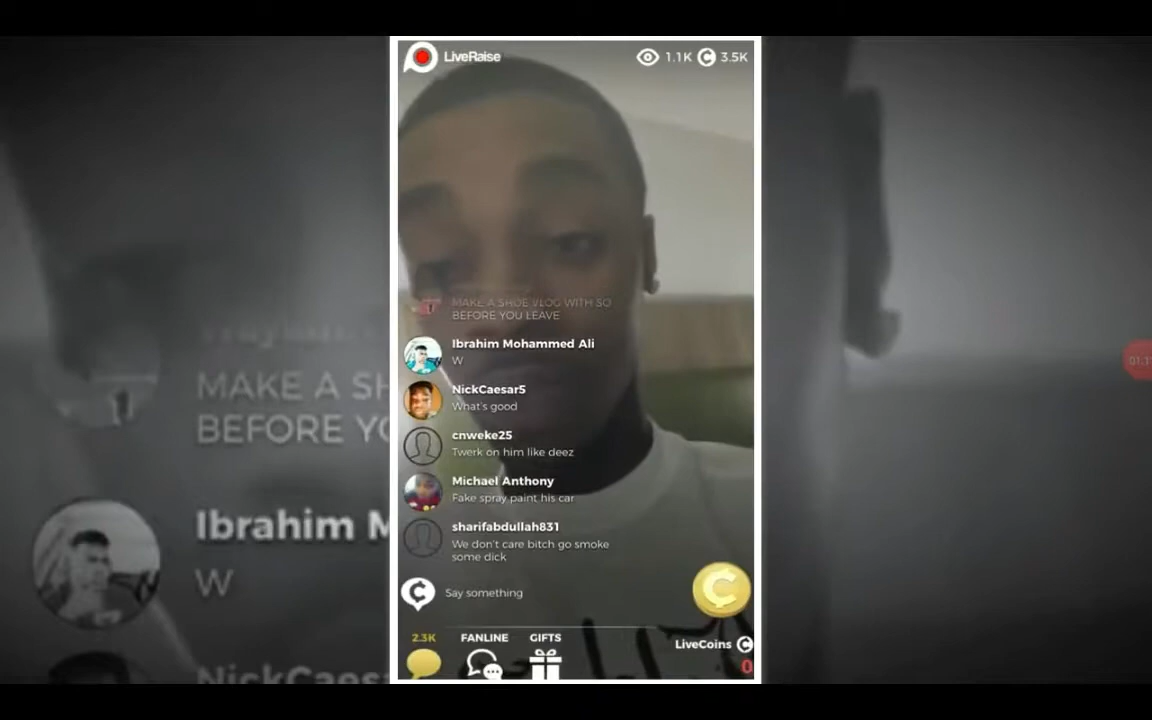 LiveRaise
1.1K
3.5K
MAKE A SHOE VLOG WITH SO
BEFORE YOU LEAVE
Ibrahim Mohammed Ali
W
NickCaesar5
What's good
cnweke25
Twerk on him like deez
Michael Anthony
Fake spray paint his car
sharifabdullah831
We don't care bitch go smoke
some dick
Say something
2.3K
FANLINE
GIFTS
LiveCoins
0
MAKE A SH
BEFORE YO
Ibrahim M
W
NickCaesa